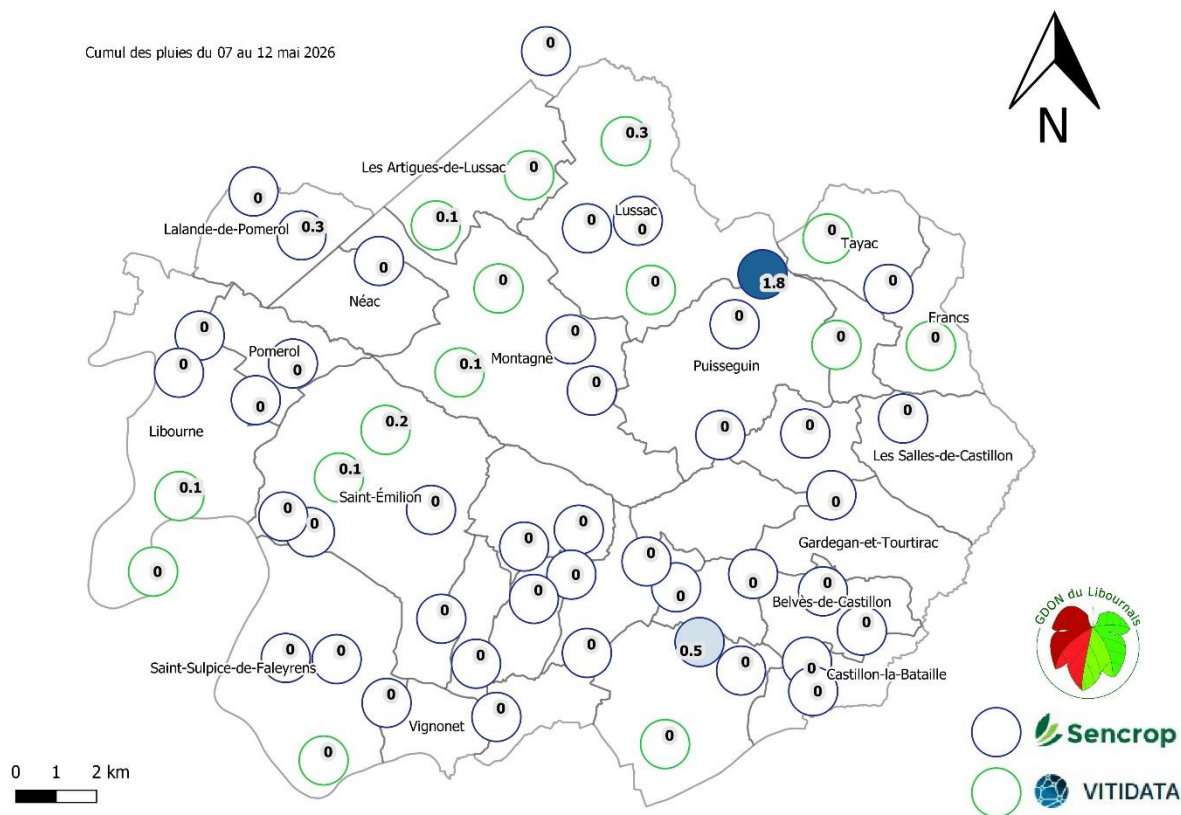 Cumul des pluies du 07 au 12 mai 2026
0
N
0.3
Les Artigues-de-Lussac
0
0
0.1
0
Lussac
0
0
Tayac
Lalande-de-Pomerol
0.3
0
Néac
0
0
1.8
0
Francs
0
0
Pomerol
0
0
0
0.1
Montagne
0
0
0
Puisseguin
0
0
Libourne
0
0.2
0
0
0
Les Salles-de-Castillon
0.1
0.1
Saint-Émilion
0
0
0
0
0
0
0
Gardegan-et-Tourtirac
0
0
0
0
0
0
0
Belvès-de-Castillon
0
0
0
0.5
0
0
0
Saint-Sulpice-de-Faleyrens
0
0
0
0
Castillon-la-Bataille
0
0
Vignonet
0
0
0
GDON du Libournais
Sencrop
VITIDATA
0 1 2 km